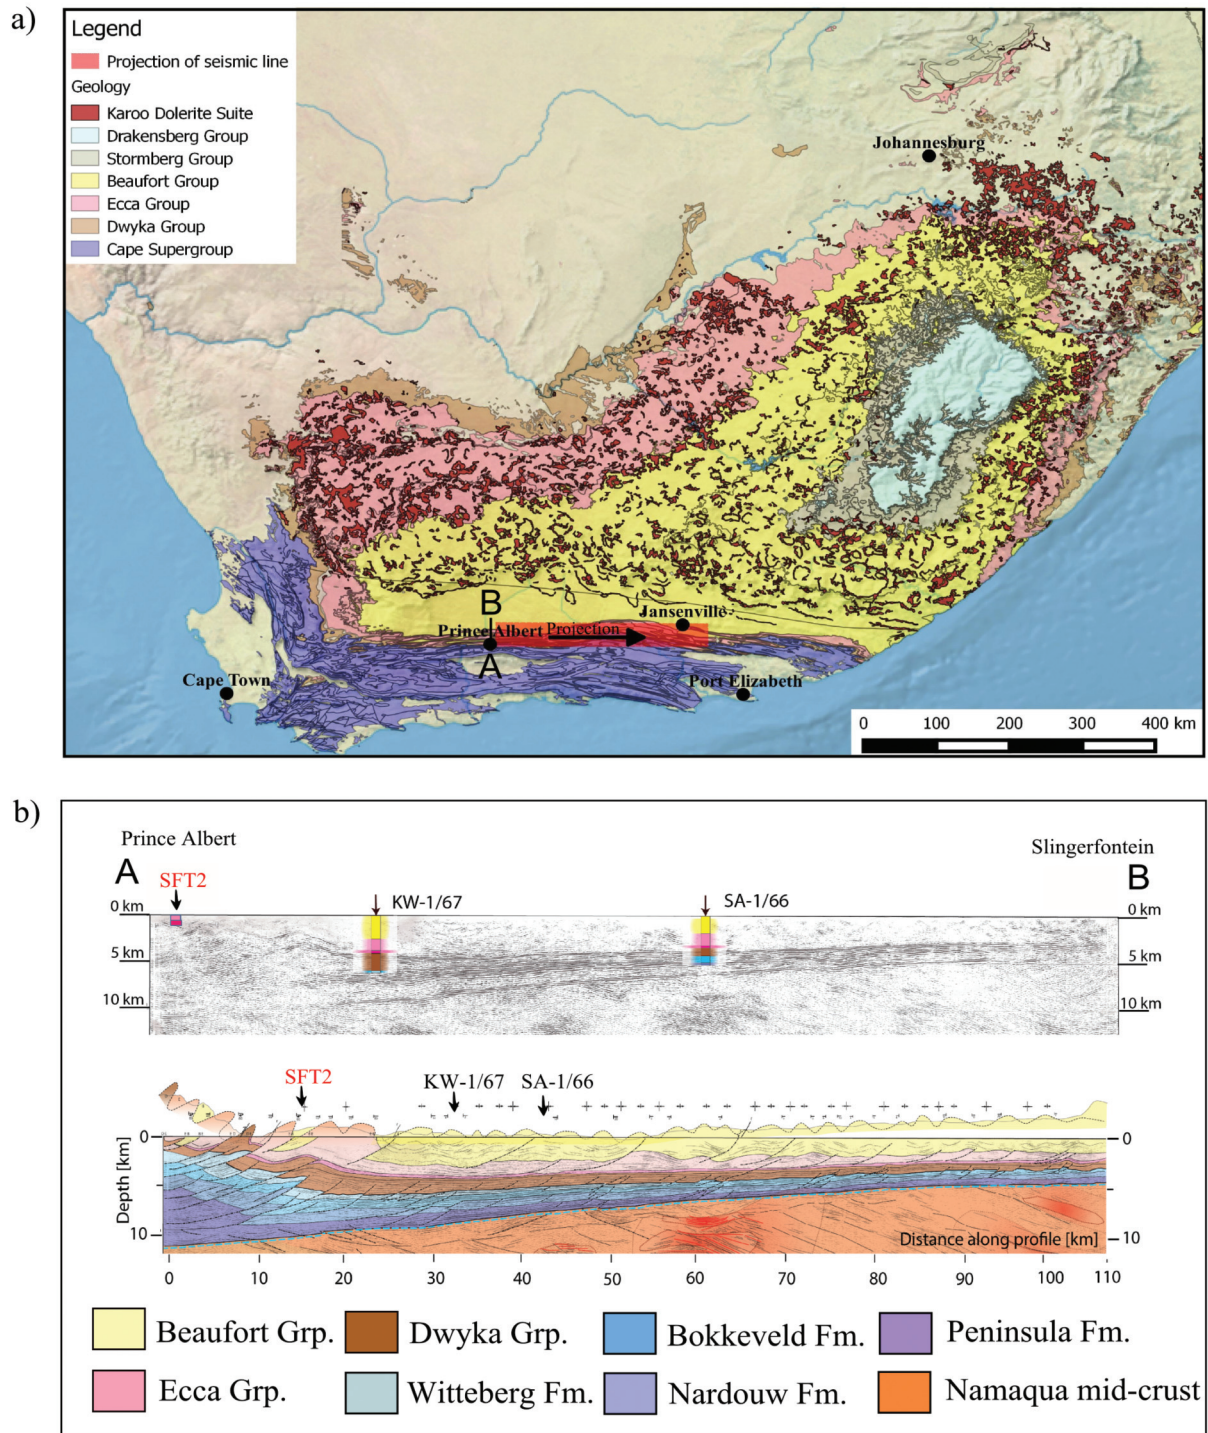 a)
Legend
Projection of seismic line
Geology
Karoo Dolerite Suite
Drakensberg Group
Stormberg Group
Beaufort Group
Ecca Group
Dwyka Group
Cape Supergroup
Johannesburg
B
Jansenville
Prince Albert
Projection
A
Cape Town
Port Elizabeth
0 100 200 300 400 km
b)
Prince Albert
Slingerfontein
A
B
SFT2
KW-1/67
SA-1/66
0 km
0 km
5 km
5 km
10 km
10 km
SFT2
KW-1/67
SA-1/66
0
0
Depth [km]
10
10
Distance along profile [km]
0 10 20 30 40 50 60 70 80 90 100 110
Beaufort Grp.
Dwyka Grp.
Bokkeveld Fm.
Peninsula Fm.
Ecca Grp.
Witteberg Fm.
Nardouw Fm.
Namaqua mid-crust